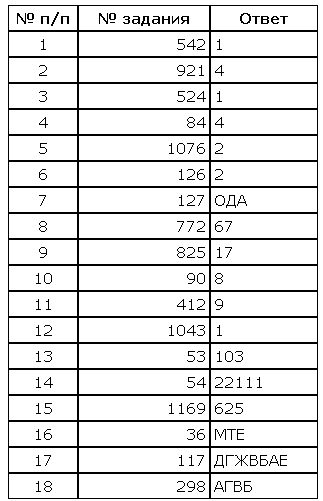 № п/п № задания Ответ
1 542 1
2 921 4
3 524 1
4 84 4
5 1076 2
6 126 2
7 127 ОДА
8 772 67
9 825 17
10 90 8
11 412 9
12 1043 1
13 53 103
14 54 22111
15 1169 625
16 36 МТЕ
17 117 ДГЖВБАЕ
18 298 АГВБ